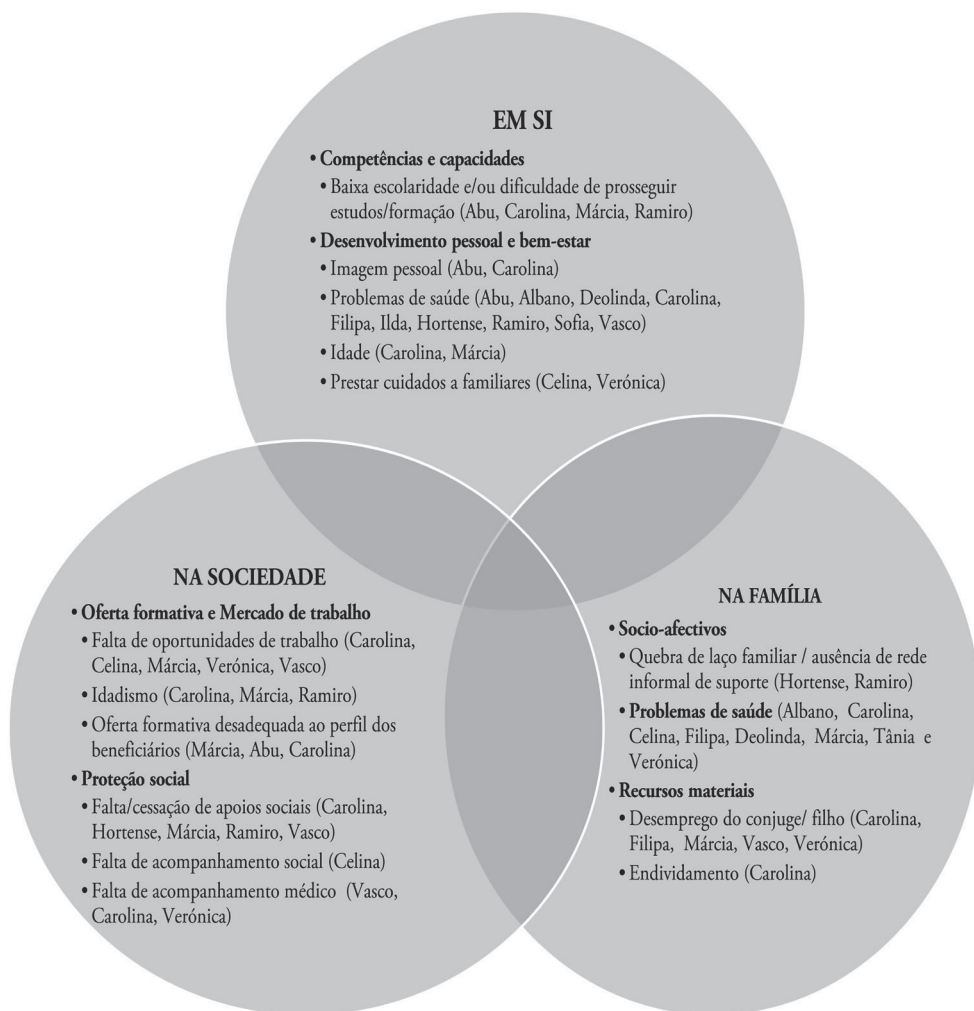 EM SI
• Competências e capacidades
• Baixa escolaridade e/ou dificuldade de prosseguir
estudos/formação (Abu, Carolina, Márcia, Ramiro)
• Desenvolvimento pessoal e bem-estar
• Imagem pessoal (Abu, Carolina)
• Problemas de saúde (Abu, Albano, Deolinda, Carolina,
Filipa, Ilda, Hortense, Ramiro, Sofia, Vasco)
• Idade (Carolina, Márcia)
• Prestar cuidados a familiares (Celina, Verónica)
NA SOCIEDADE
• Oferta formativa e Mercado de trabalho
• Falta de oportunidades de trabalho (Carolina,
Celina, Márcia, Verónica, Vasco)
• Idadismo (Carolina, Márcia, Ramiro)
• Oferta formativa desadequada ao perfil dos
beneficiários (Márcia, Abu, Carolina)
• Proteção social
• Falta/cessação de apoios sociais (Carolina,
Hortense, Márcia, Ramiro, Vasco)
• Falta de acompanhamento social (Celina)
• Falta de acompanhamento médico (Vasco,
Carolina, Verónica)
NA FAMÍLIA
• Socio-afectivos
• Quebra de laço familiar / ausência de rede
informal de suporte (Hortense, Ramiro)
• Problemas de saúde (Albano, Carolina,
Celina, Filipa, Deolinda, Márcia, Tânia e
Verónica)
• Recursos materiais
• Desemprego do conjuge/ filho (Carolina,
Filipa, Márcia, Vasco, Verónica)
• Endividamento (Carolina)